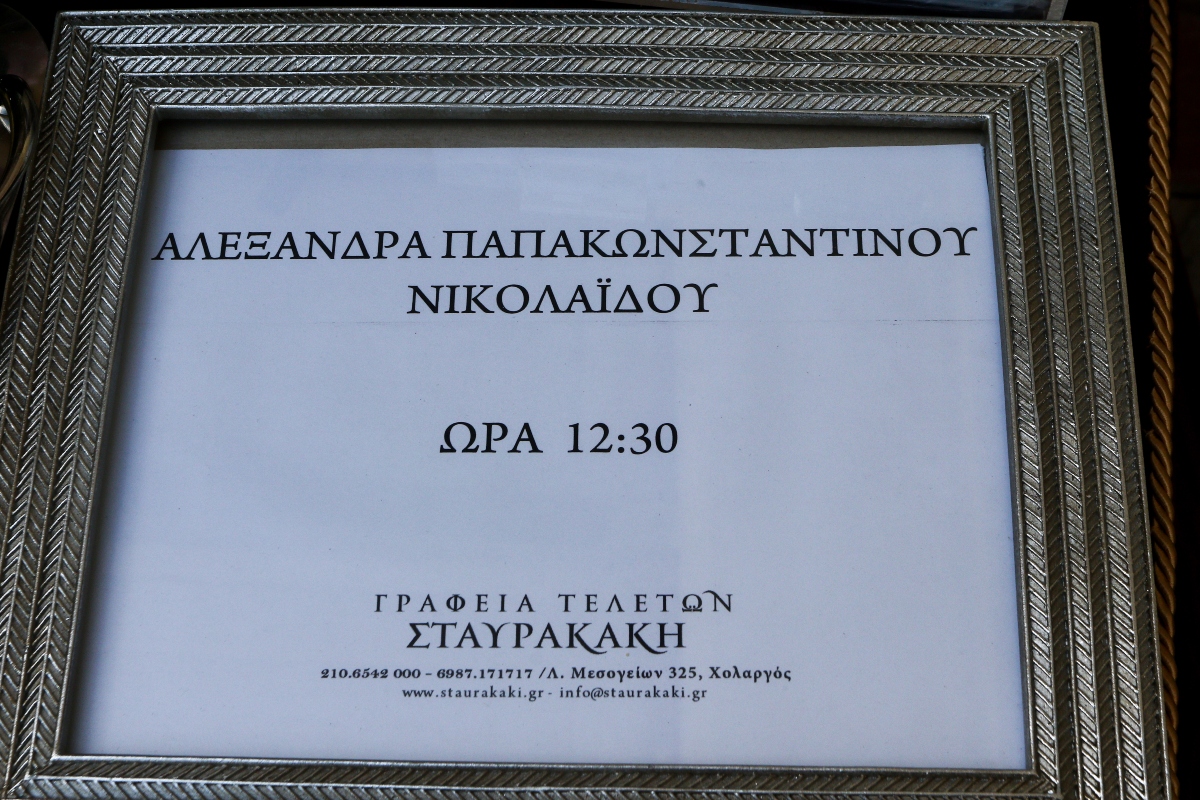 ΑΛΕΞΑΝΔΡΑ ΠΑΠΑΚΩΝΣΤΑΝΤΙΝΟΥ
ΝΙΚΟΛΑΪΔΟΥ
ΩΡΑ 12:30
ΓΡΑΦΕΙΑ ΤΕΛΕΤΩΝ
ΣΤΑΥΡΑΚΑΚΗ
210.6542 000 - 6987.171717 /Λ. Μεσογείων 325, Χολαργός
www.staurakaki.gr - info@staurakaki.gr